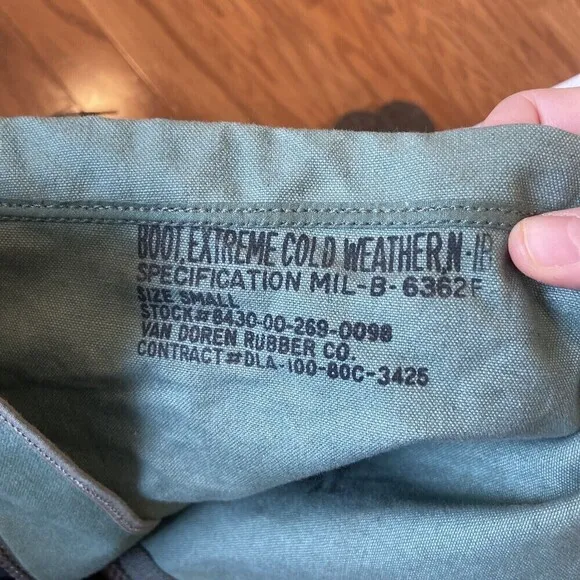 BOOT, EXTREME COLD WEATHER, N-1B
SPECIFICATION MIL-B-6362F
SIZE SMALL
STOCK# 8430-00-269-0098
VAN DOREN RUBBER CO.
CONTRACT# DLA-100-80C-3425